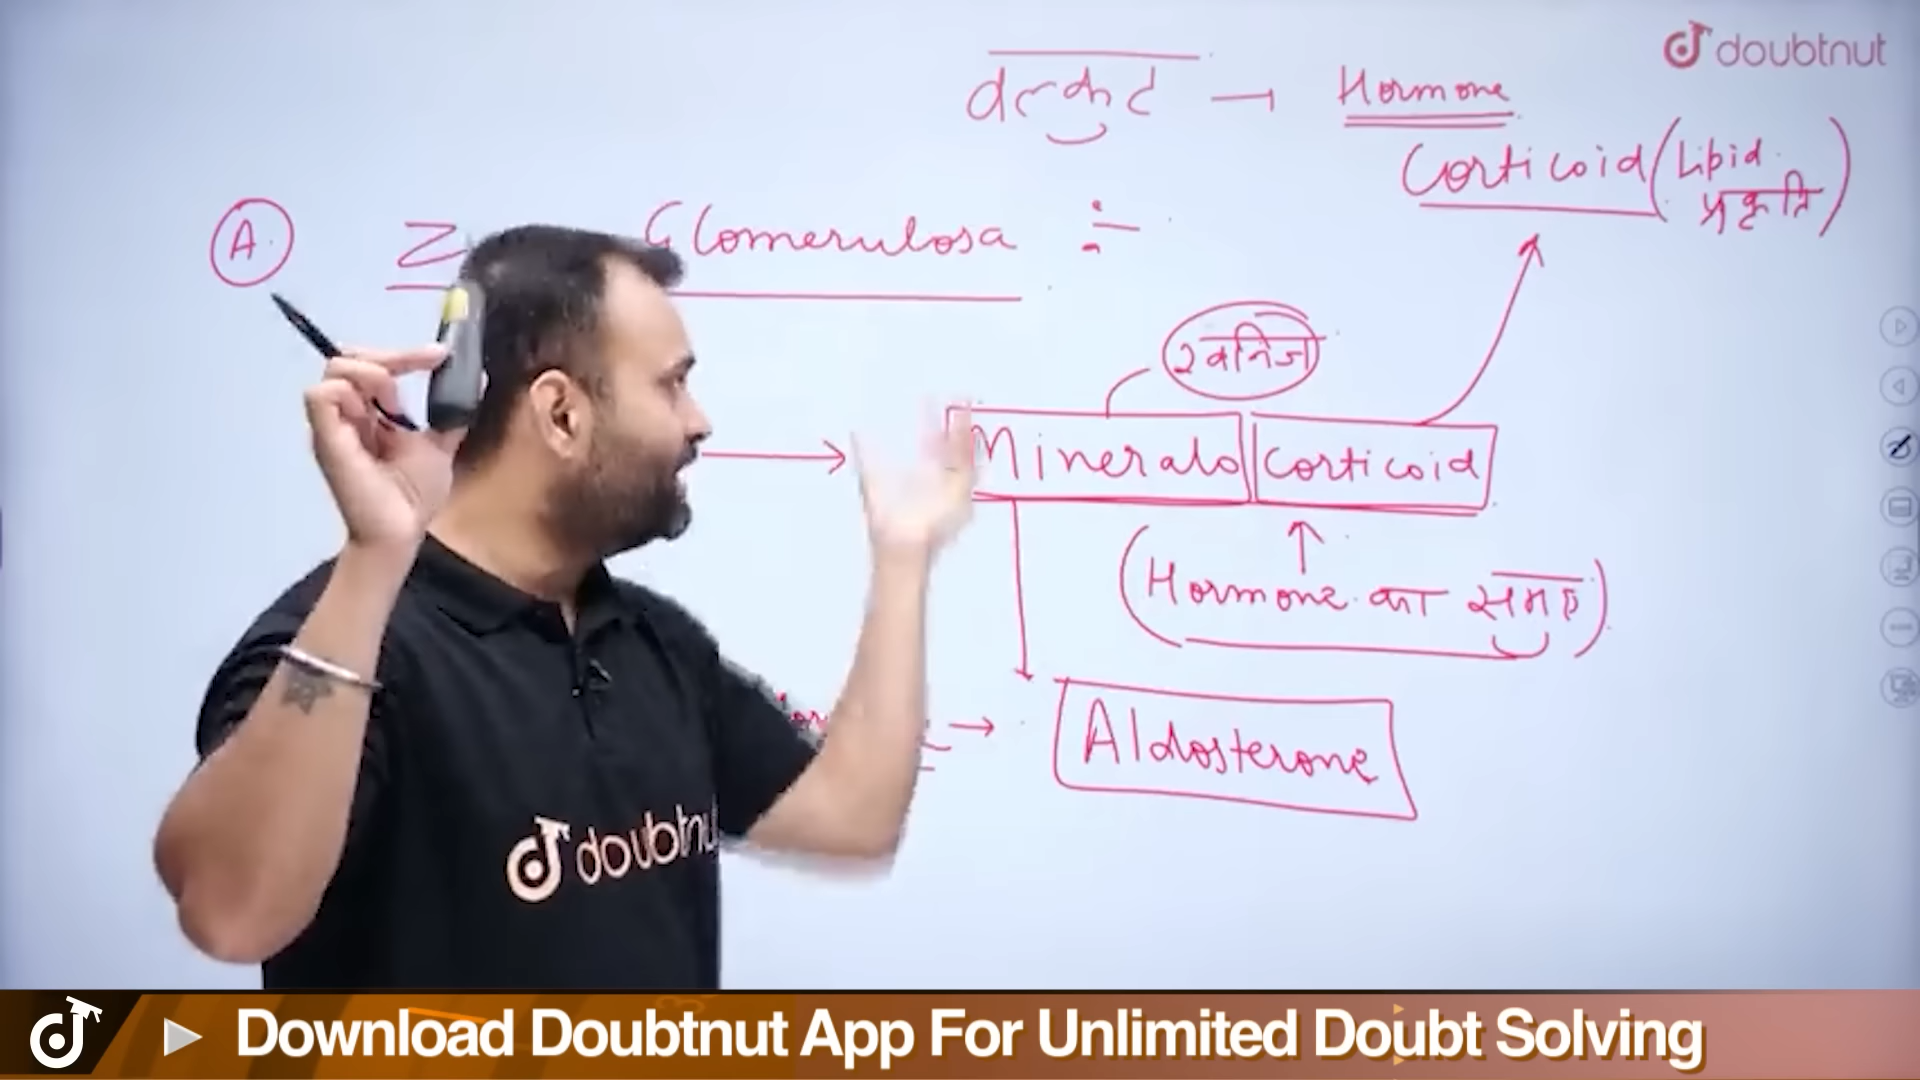 doubtnut
वल्कुट → Hormone
Corticoid (Lipid प्रकृति)
A. Z Glomerulosa ÷
खनिज
Mineralo Corticoid
(Hormone का समूह)
→ Aldosterone
doubtnut
Download Doubtnut App For Unlimited Doubt Solving